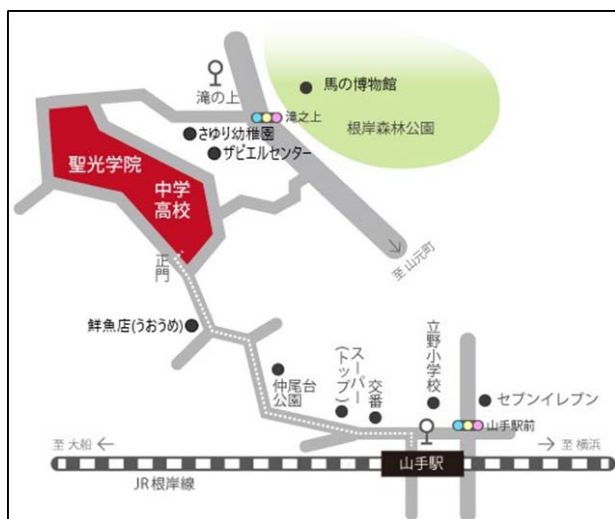 馬の博物館
滝の上
滝之上
さゆり幼稚園
根岸森林公園
ザビエルセンター
聖光学院
中学
高校
正門
至 山元町
鮮魚店(うおうめ)
仲尾台
公園
スーパー
(トップ)
交番
立野小学校
セブンイレブン
山手駅前
至 大船
至 横浜
山手駅
JR根岸線